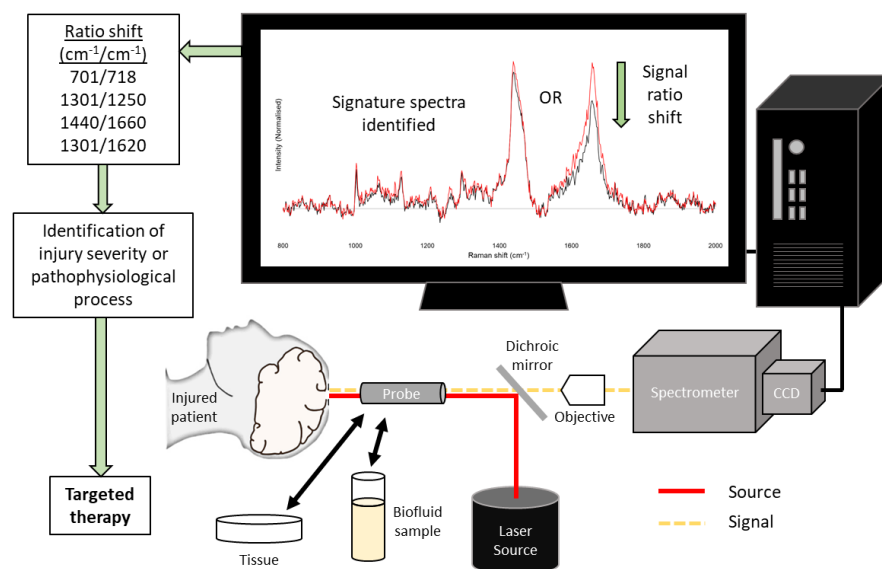 Ratio shift
(cm⁻¹/cm⁻¹)
701/718
1301/1250
1440/1660
1301/1620
Identification of
injury severity or
pathophysiological
process
Targeted
therapy
Intensity (Normalised)
Signature spectra
identified
OR
Signal
ratio
shift
800
1000
1200
1400
1600
1800
2000
Raman shift (cm⁻¹)
Injured
patient
Probe
Dichroic
mirror
Objective
Spectrometer
CCD
Tissue
Biofluid
sample
Laser
Source
Source
Signal